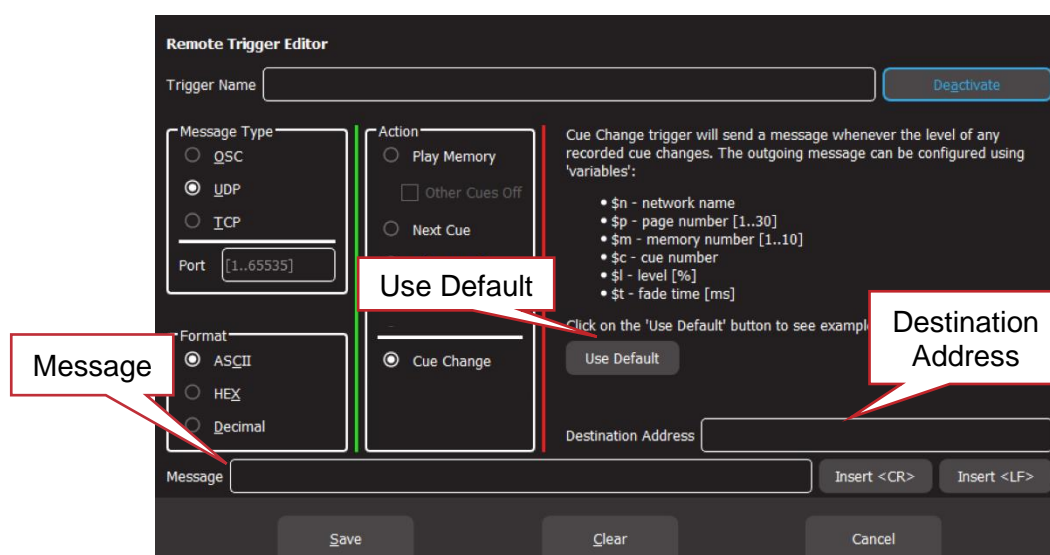 Remote Trigger Editor
Trigger Name
Deactivate
Message Type
OSC
UDP
TCP
Port [1..65535]
Action
Play Memory
Other Cues Off
Next Cue
Cue Change
Cue Change trigger will send a message whenever the level of any
recorded cue changes. The outgoing message can be configured using
'variables':
• $n - network name
• $p - page number [1..30]
• $m - memory number [1..10]
• $c - cue number
• $l - level [%]
• $t - fade time [ms]
Click on the 'Use Default' button to see
Use Default
Use Default
Destination
Address
Message
Format
ASCII
HEX
Decimal
Destination Address
Message
Insert <CR>
Insert <LF>
Save
Clear
Cancel